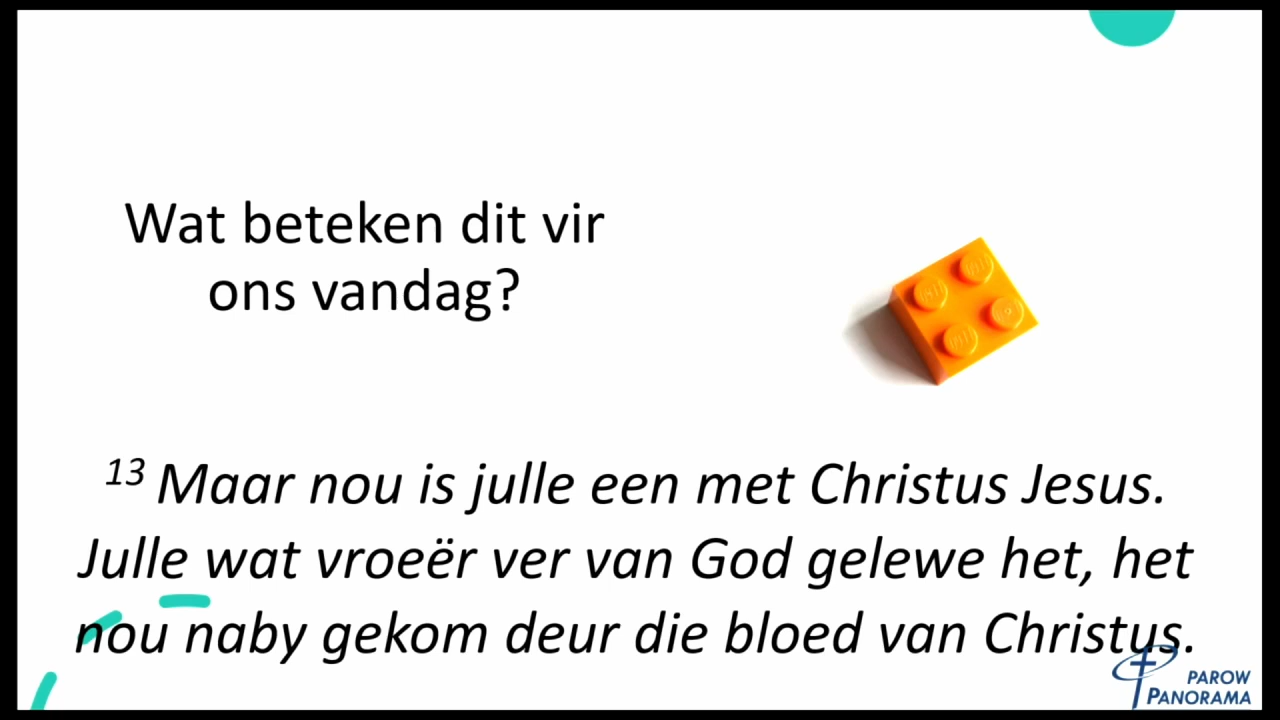 Wat beteken dit vir
ons vandag?
13 Maar nou is julle een met Christus Jesus.
Julle wat vroeër ver van God gelewe het, het
nou naby gekom deur die bloed van Christus.
PAROW
PANORAMA